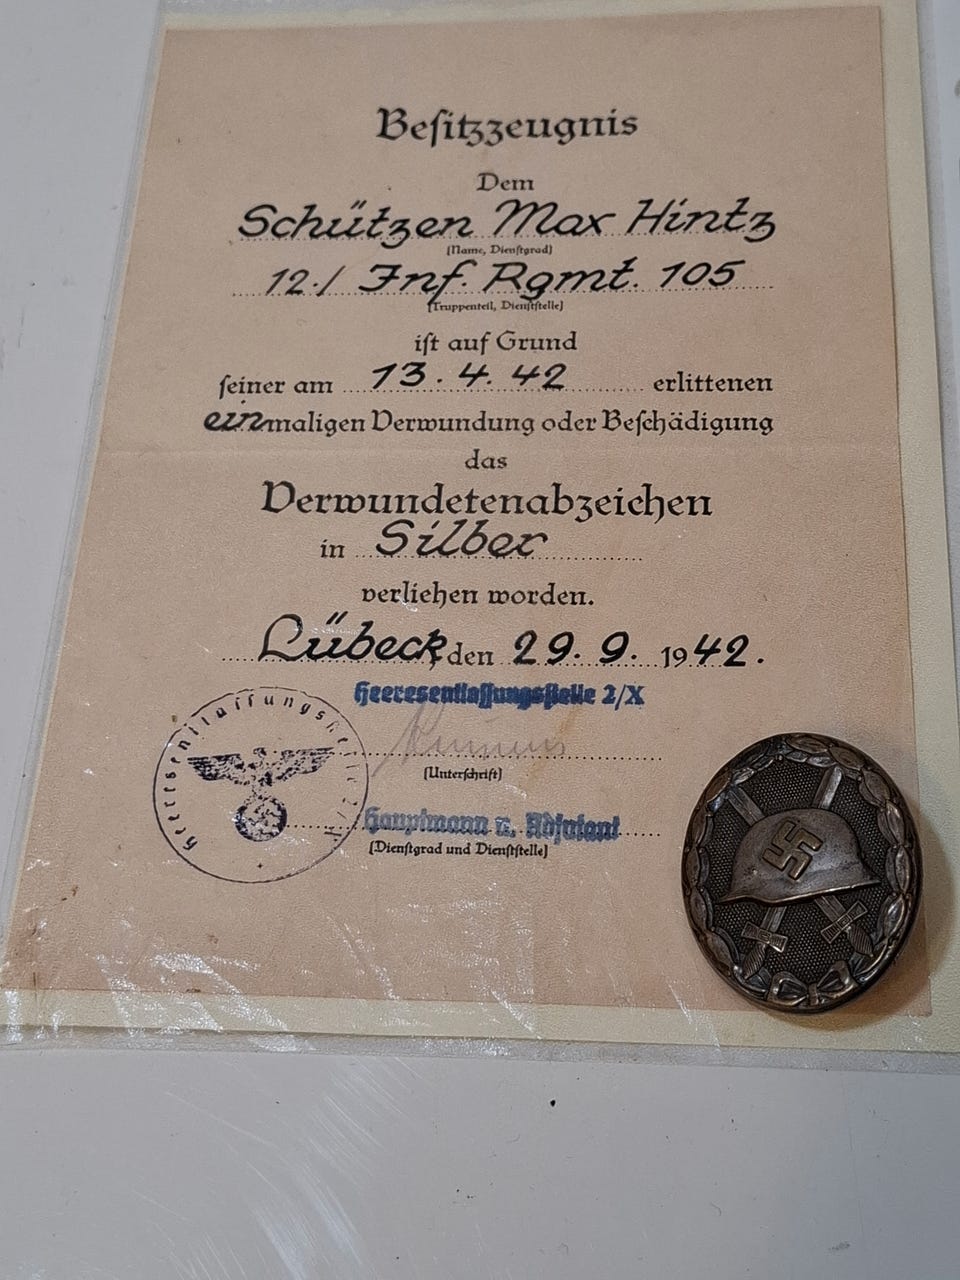 Besitzzeugnis
Dem
Schützen Max Hintz
(Name, Dienstgrad)
12./ Inf. Rgmt. 105
(Truppenteil, Dienststelle)
ist auf Grund
seiner am 13. 4. 42 erlittenen
einmaligen Verwundung oder Beschädigung
das
Verwundetenabzeichen
in Silber
verliehen worden.
Lübeck, den 29. 9. 1942.
Heeresentlassungsstelle 2/X
(Unterschrift)
Hauptmann u. Adjutant
(Dienstgrad und Dienststelle)
Heeresentlassungsstelle